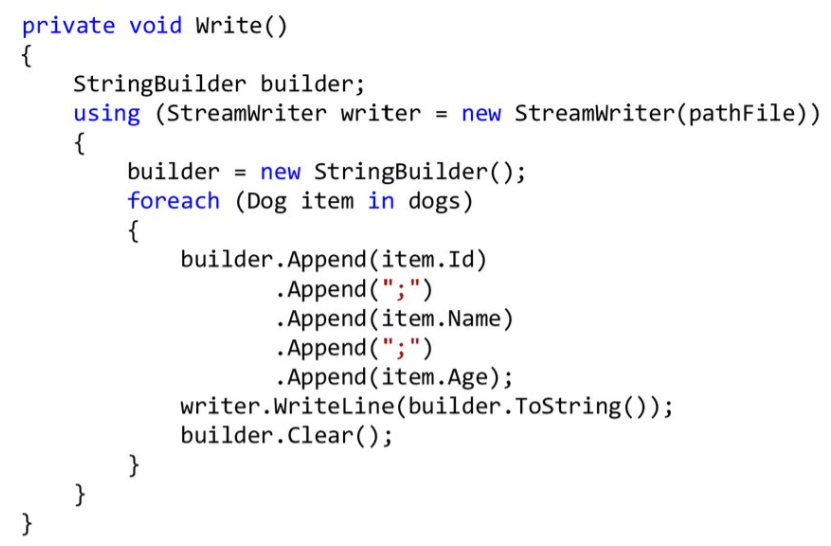 private void Write()
{
    StringBuilder builder;
    using (StreamWriter writer = new StreamWriter(pathFile))
    {
        builder = new StringBuilder();
        foreach (Dog item in dogs)
        {
            builder.Append(item.Id)
                   .Append(";")
                   .Append(item.Name)
                   .Append(";")
                   .Append(item.Age);
            writer.WriteLine(builder.ToString());
            builder.Clear();
        }
    }
}